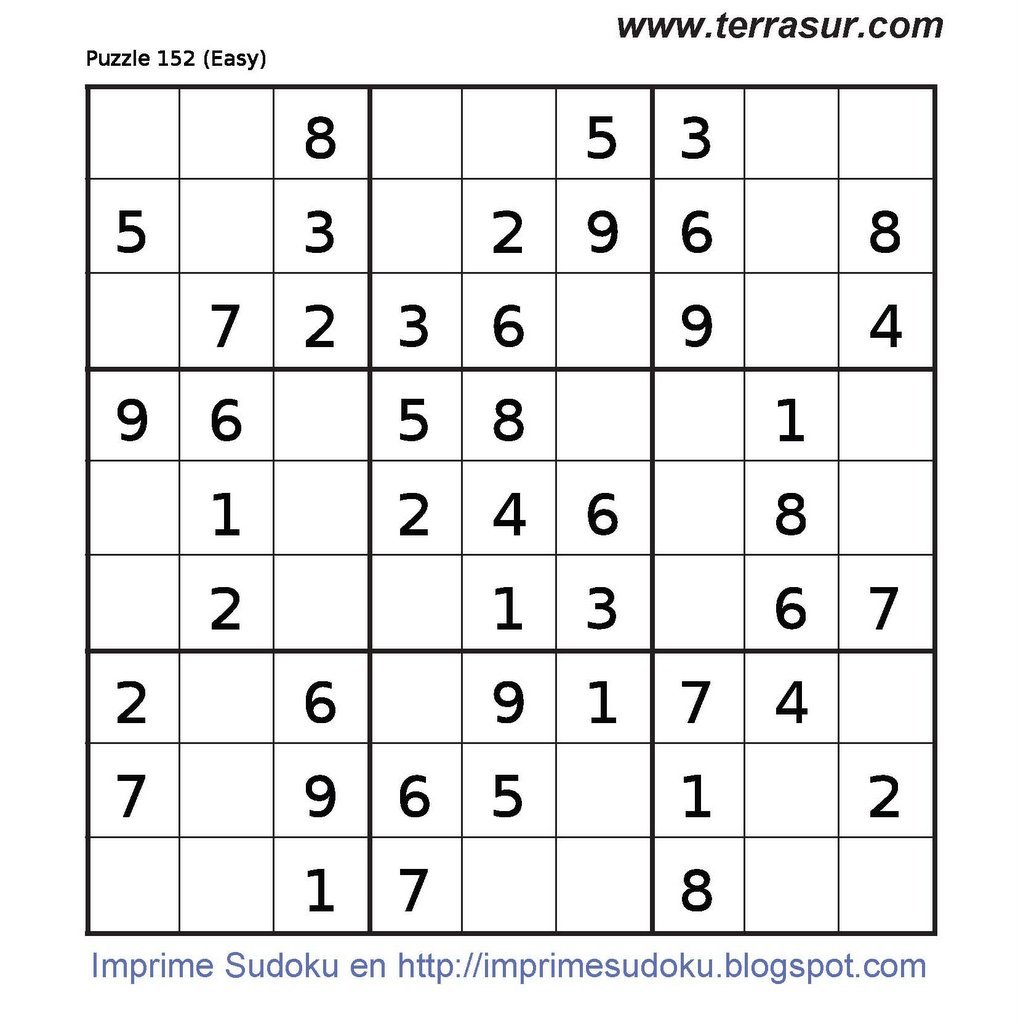 www.terrasur.com
Puzzle 152 (Easy)
8 5 3
5 3 2 9 6 8
7 2 3 6 9 4
9 6 5 8 1
1 2 4 6 8
2 1 3 6 7
2 6 9 1 7 4
7 9 6 5 1 2
1 7 8
Imprime Sudoku en http://imprimesudoku.blogspot.com